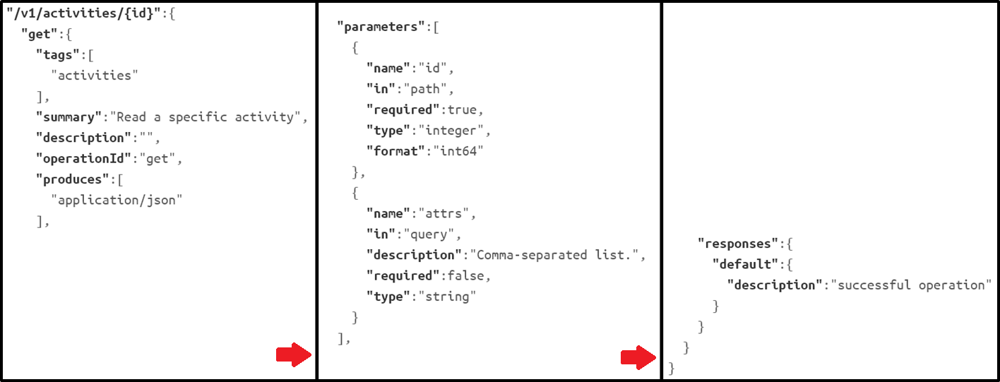 "/v1/activities/{id}":{
"get":{
"tags":[
"activities"
],
"summary":"Read a specific activity",
"description":"",
"operationId":"get",
"produces":[
"application/json"
],
"parameters":[
{
"name":"id",
"in":"path",
"required":true,
"type":"integer",
"format":"int64"
},
{
"name":"attrs",
"in":"query",
"description":"Comma-separated list.",
"required":false,
"type":"string"
}
],
"responses":{
"default":{
"description":"successful operation"
}
}
}
}